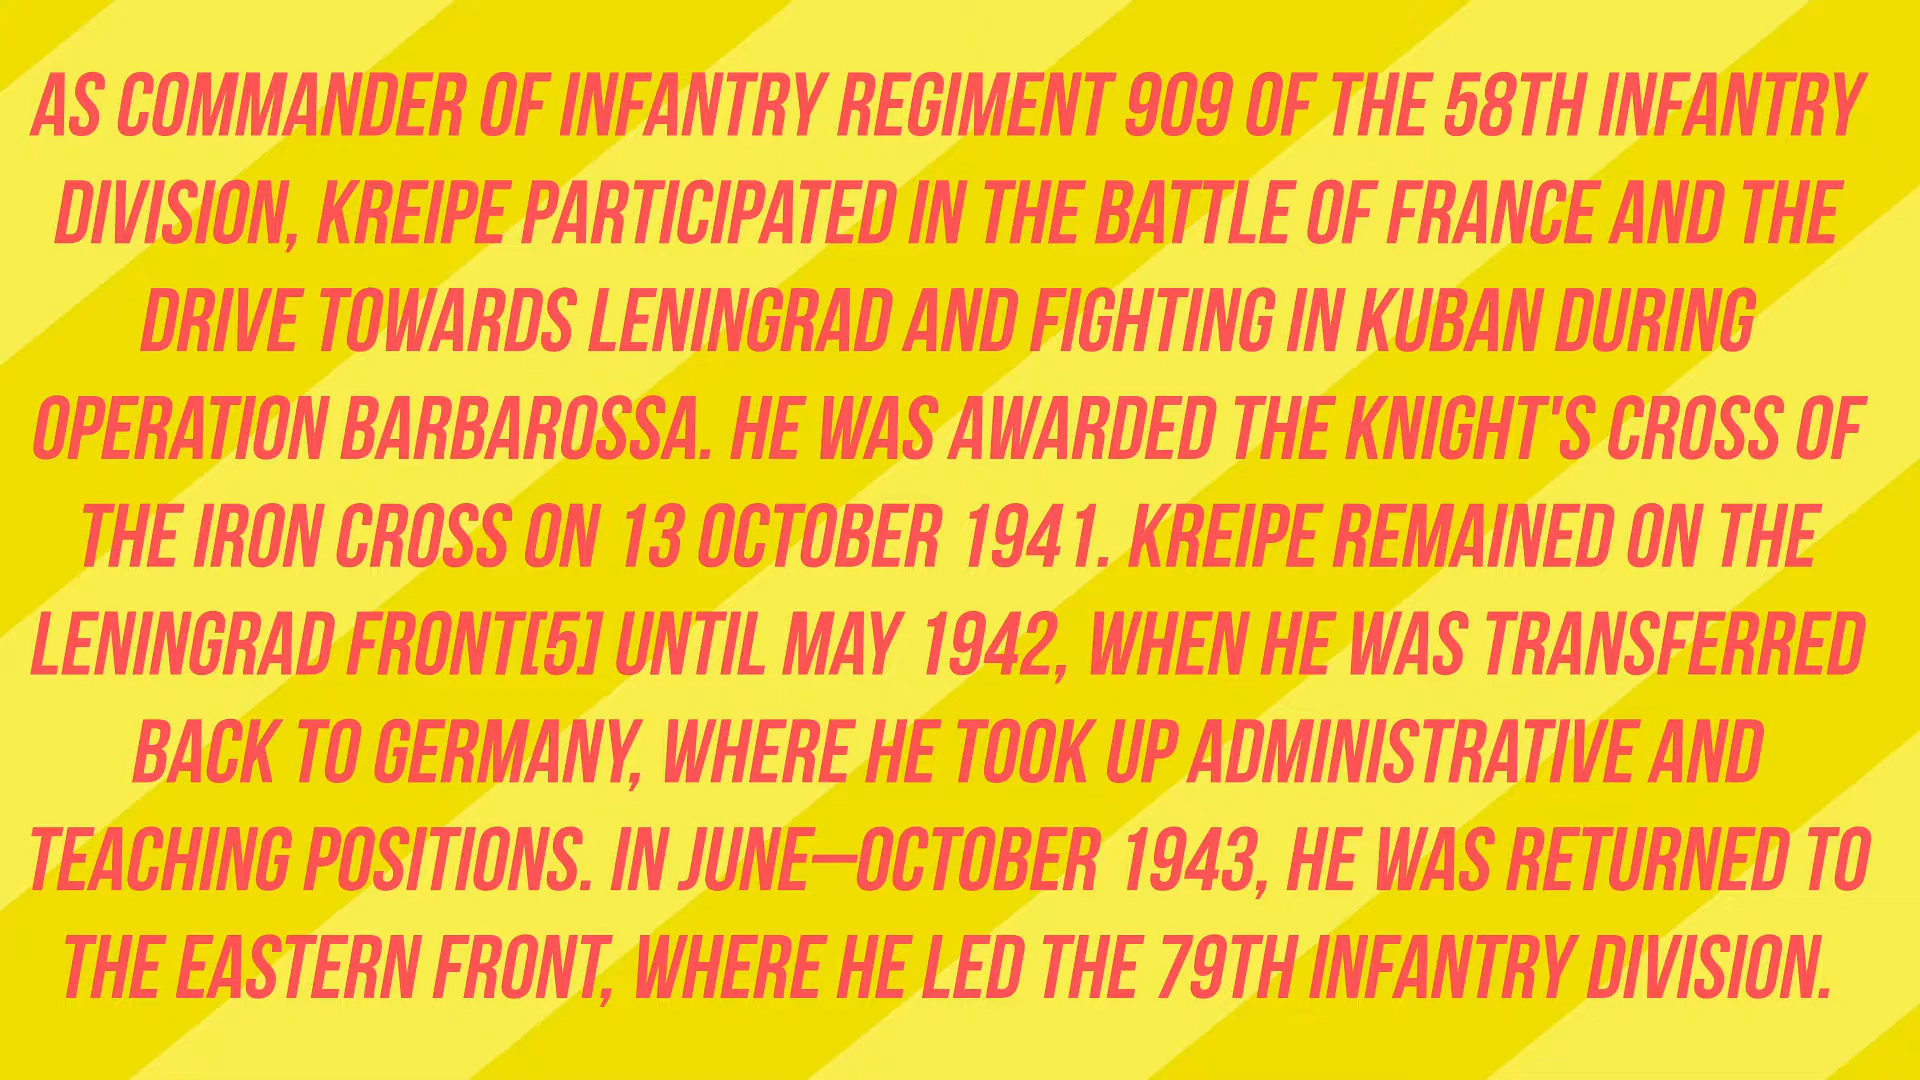 AS COMMANDER OF INFANTRY REGIMENT 909 OF THE 58TH INFANTRY
DIVISION, KREIPE PARTICIPATED IN THE BATTLE OF FRANCE AND THE
DRIVE TOWARDS LENINGRAD AND FIGHTING IN KUBAN DURING
OPERATION BARBAROSSA. HE WAS AWARDED THE KNIGHT'S CROSS OF
THE IRON CROSS ON 13 OCTOBER 1941. KREIPE REMAINED ON THE
LENINGRAD FRONT[5] UNTIL MAY 1942, WHEN HE WAS TRANSFERRED
BACK TO GERMANY, WHERE HE TOOK UP ADMINISTRATIVE AND
TEACHING POSITIONS. IN JUNE–OCTOBER 1943, HE WAS RETURNED TO
THE EASTERN FRONT, WHERE HE LED THE 79TH INFANTRY DIVISION.